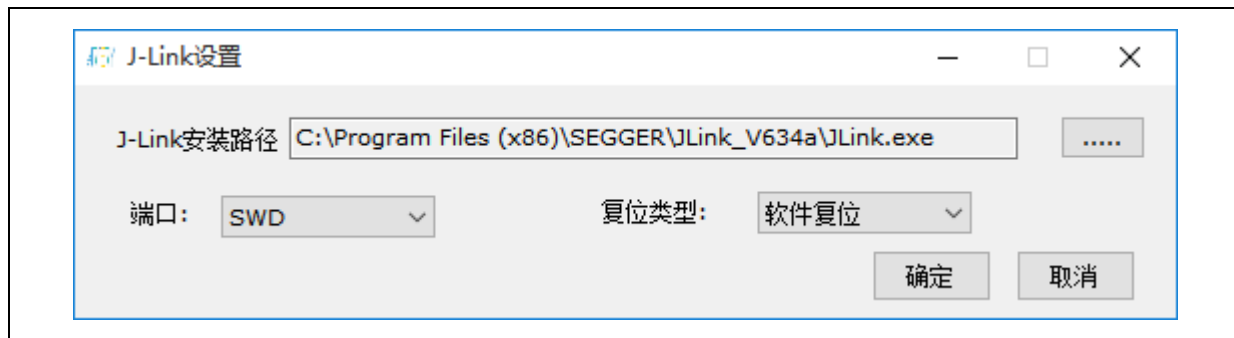 J-Link设置
J-Link安装路径 C:\Program Files (x86)\SEGGER\JLink_V634a\JLink.exe .....
端口: SWD 复位类型: 软件复位
确定 取消